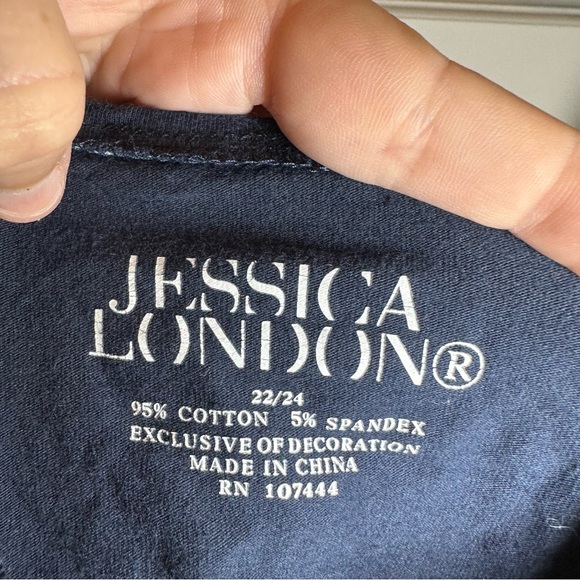 JESSICA
LONDON®
22/24
95% COTTON 5% SPANDEX
EXCLUSIVE OF DECORATION
MADE IN CHINA
RN 107444